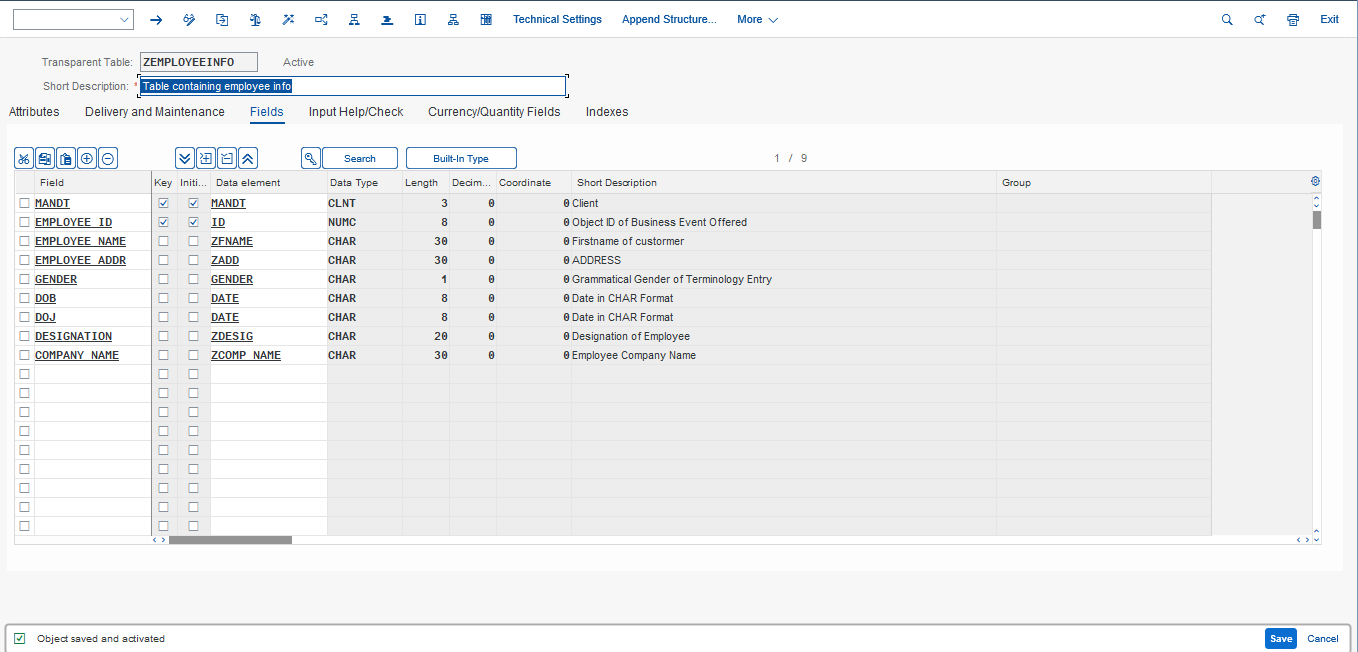 Technical Settings Append Structure... More Exit
Transparent Table: ZEMPLOYEEINFO Active
Short Description: * Table containing employee info
Attributes Delivery and Maintenance Fields Input Help/Check Currency/Quantity Fields Indexes
Search Built-In Type 1 / 9
Field Key Initi... Data element Data Type Length Decim... Coordinate Short Description Group
MANDT MANDT CLNT 3 0 0 Client
EMPLOYEE_ID ID NUMC 8 0 0 Object ID of Business Event Offered
EMPLOYEE_NAME ZFNAME CHAR 30 0 0 Firstname of custormer
EMPLOYEE_ADDR ZADD CHAR 30 0 0 ADDRESS
GENDER GENDER CHAR 1 0 0 Grammatical Gender of Terminology Entry
DOB DATE CHAR 8 0 0 Date in CHAR Format
DOJ DATE CHAR 8 0 0 Date in CHAR Format
DESIGNATION ZDESIG CHAR 20 0 0 Designation of Employee
COMPANY_NAME ZCOMP_NAME CHAR 30 0 0 Employee Company Name
Object saved and activated Save Cancel